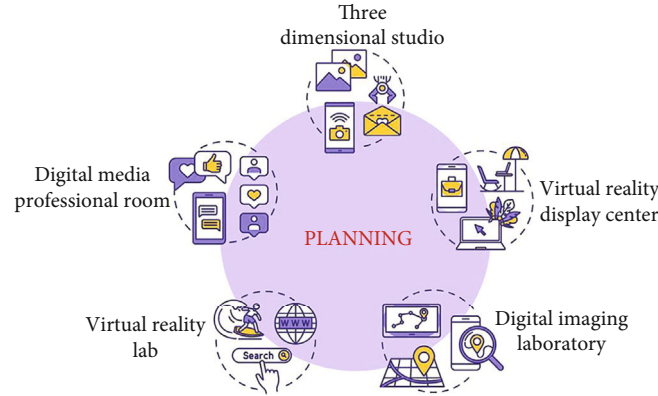 Three
dimensional studio
Digital media
professional room
Virtual reality
display center
PLANNING
Virtual reality
lab
WWW
Search
Digital imaging
laboratory